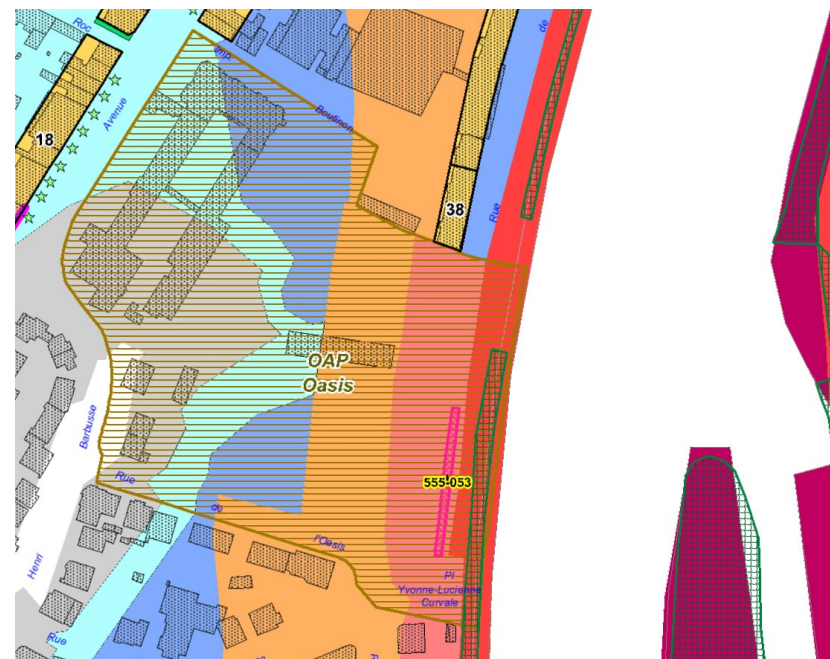 Roc
Avenue
18
Imp.
Boutinon
38
Rue
de
OAP
Oasis
Barbusse
Henri
555-053
Rue
de
l'Oasis
Pl
Yvonne-Lucienne
Curvale
Rue